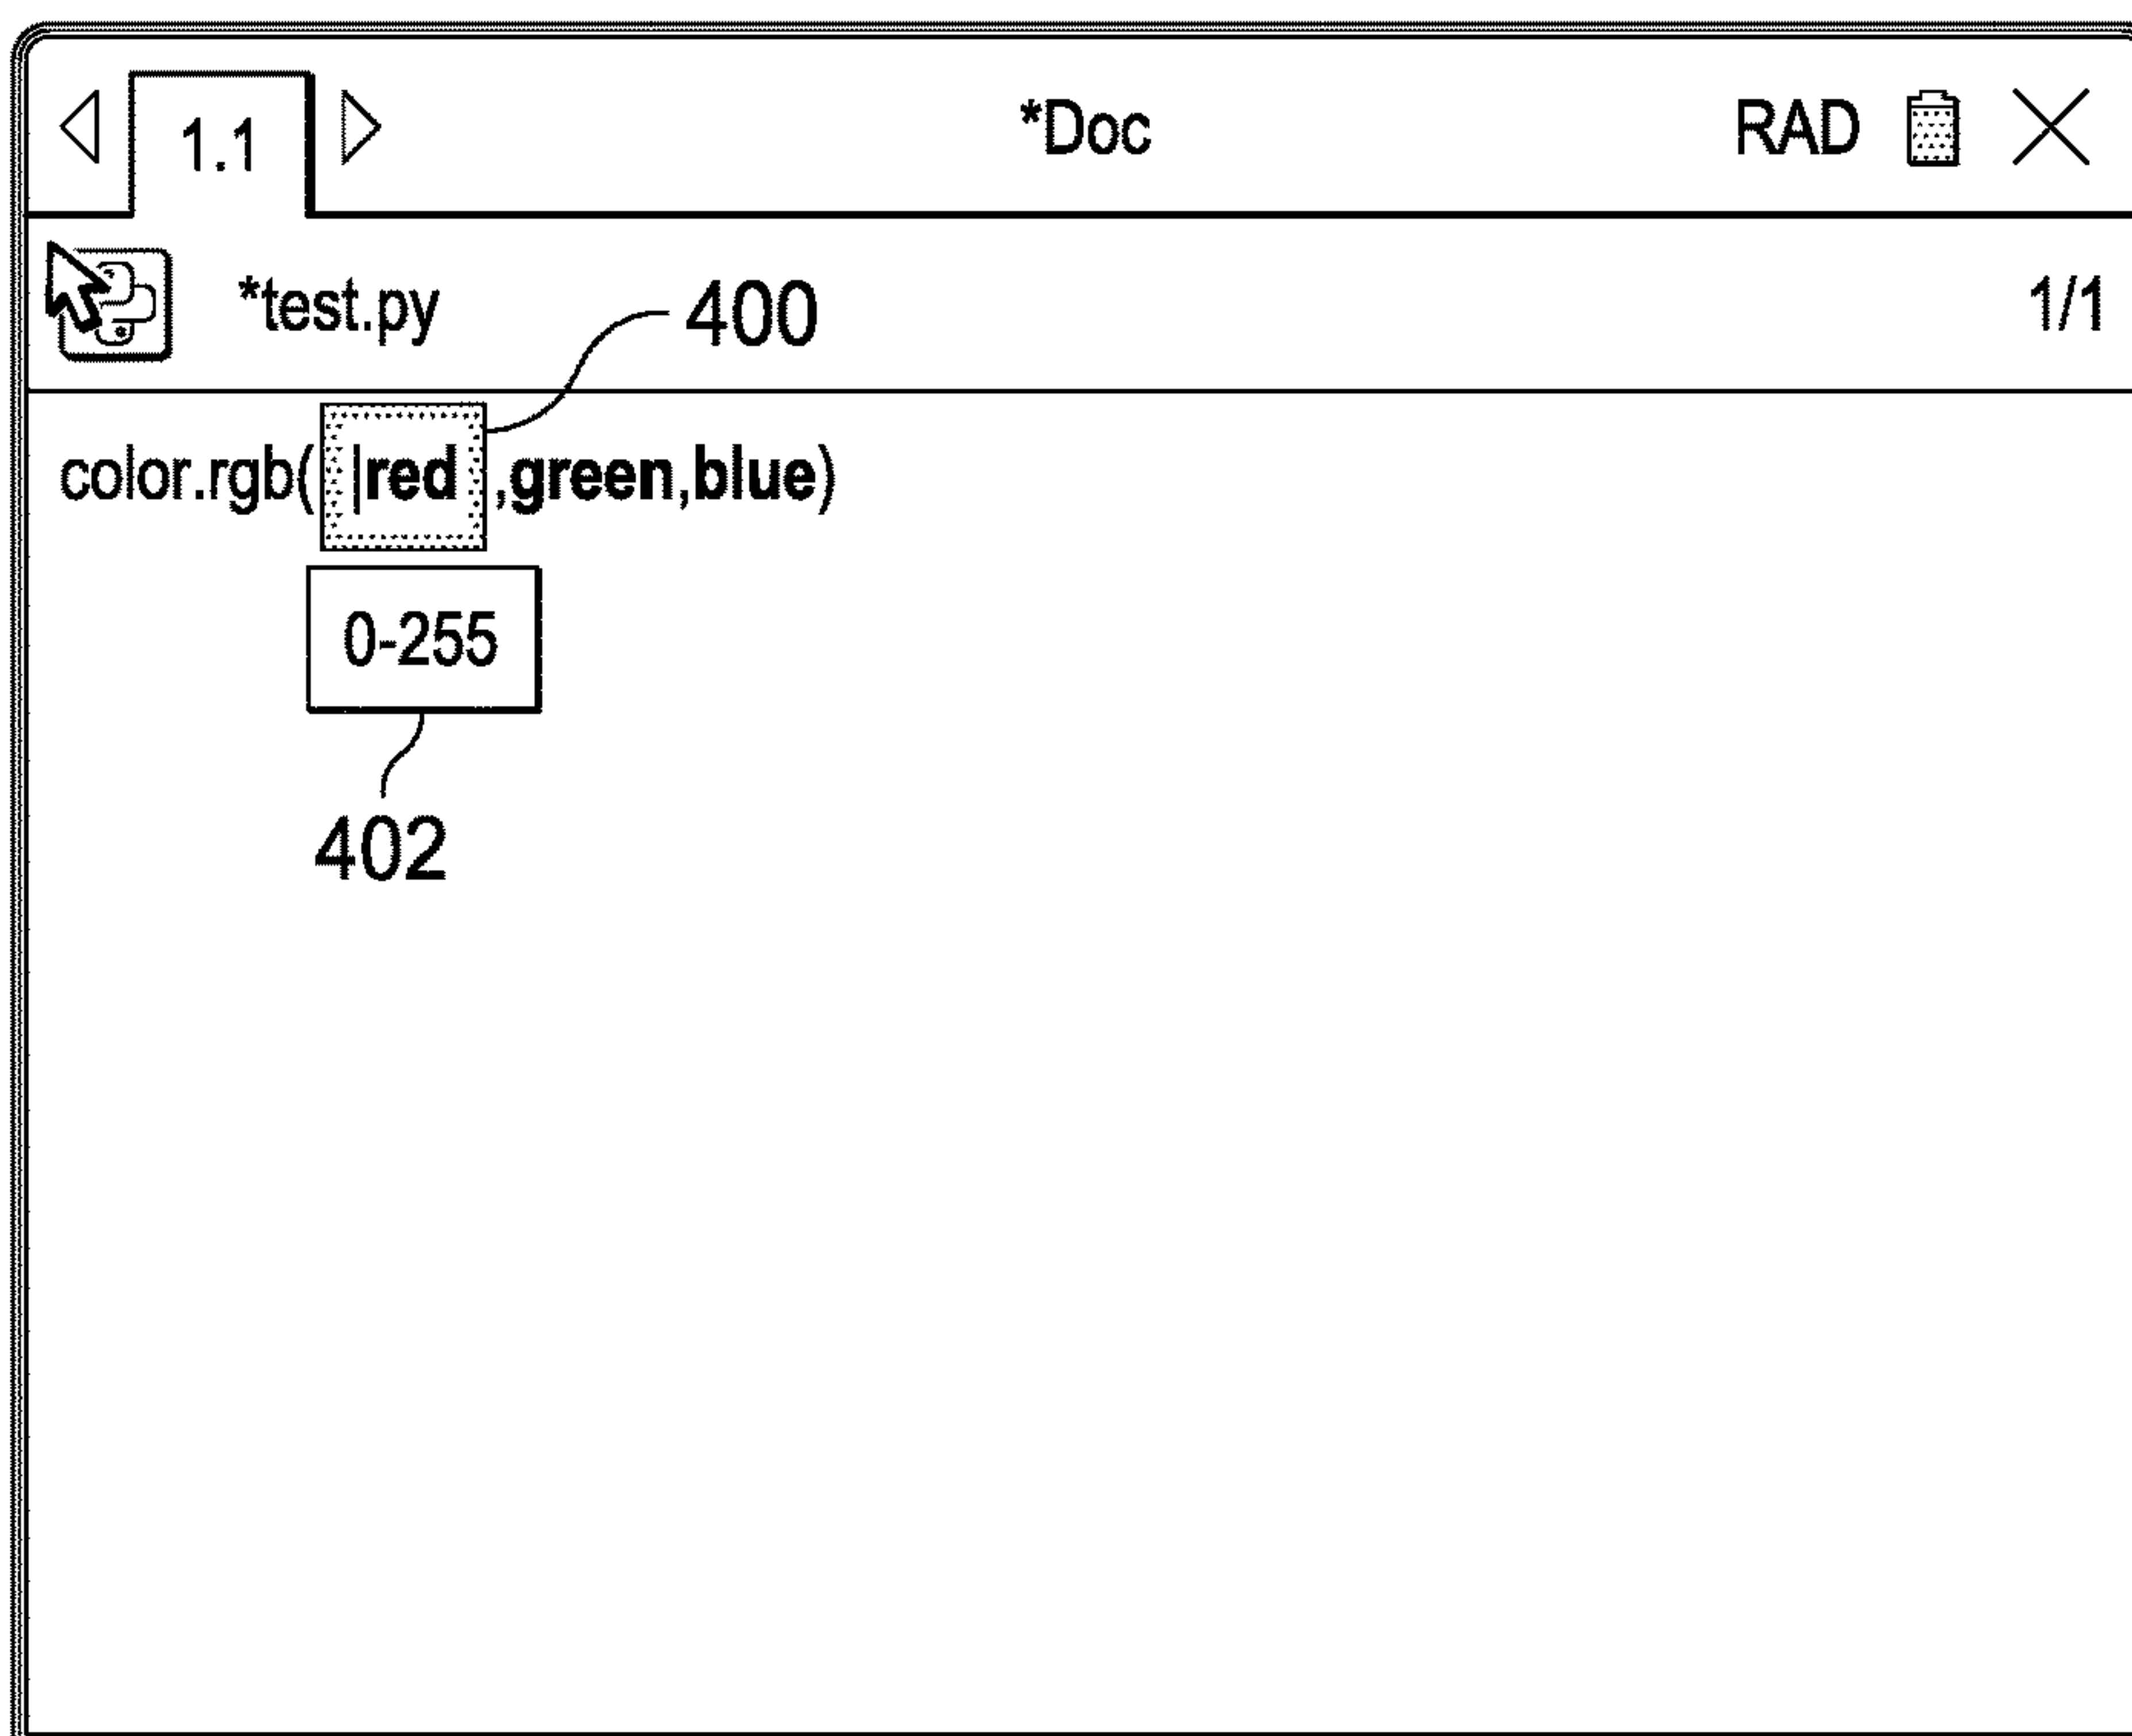 1.1 *Doc RAD
*test.py 400 1/1
color.rgb(red,green,blue)
0-255
402